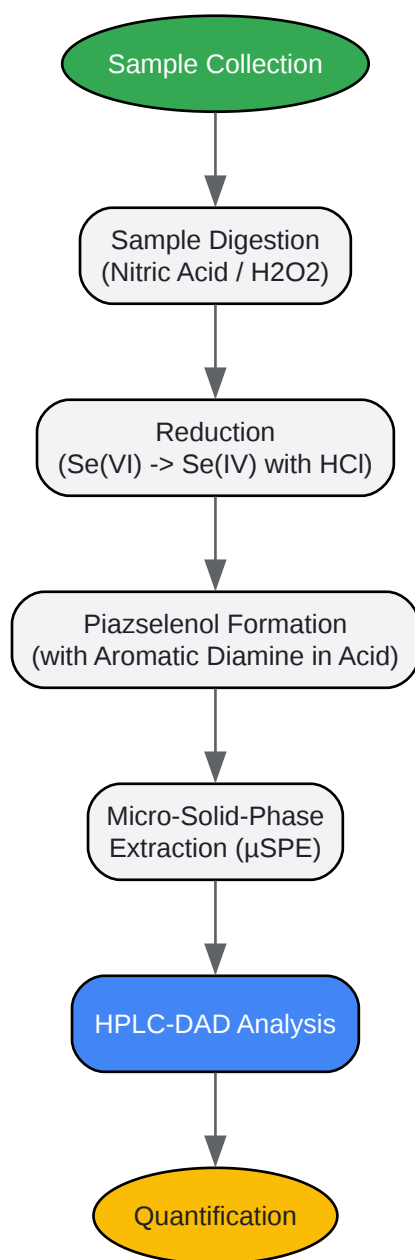 Sample Collection
Sample Digestion
(Nitric Acid / H2O2)
Reduction
(Se(VI) -> Se(IV) with HCl)
Piazselenol Formation
(with Aromatic Diamine in Acid)
Micro-Solid-Phase
Extraction (µSPE)
HPLC-DAD Analysis
Quantification